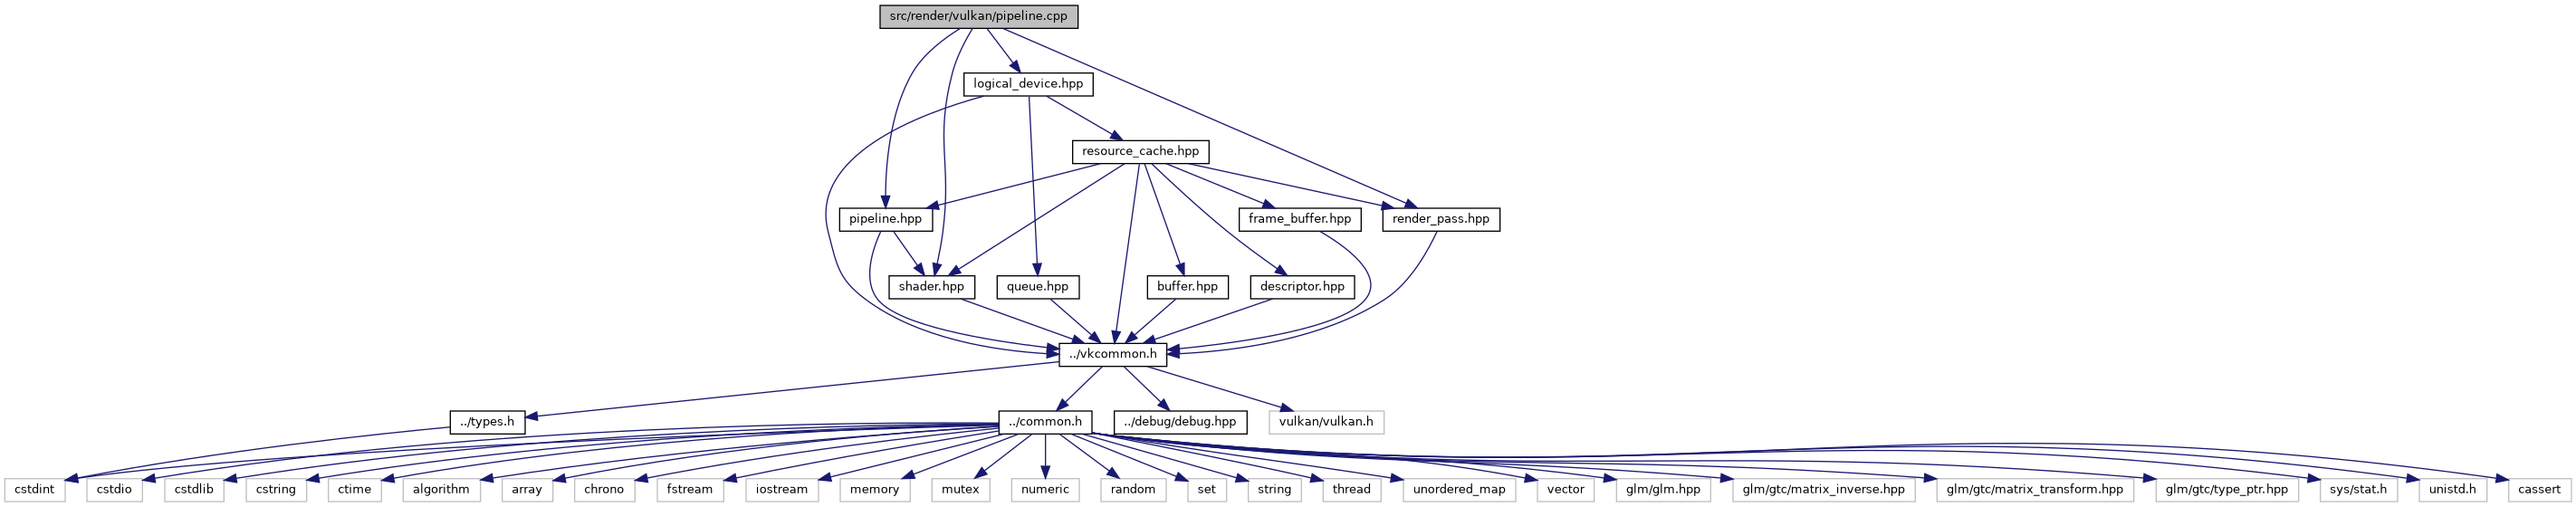 src/render/vulkan/pipeline.cpp
logical_device.hpp
resource_cache.hpp
pipeline.hpp
frame_buffer.hpp
render_pass.hpp
shader.hpp
queue.hpp
buffer.hpp
descriptor.hpp
../vkcommon.h
../types.h
../common.h
../debug/debug.hpp
vulkan/vulkan.h
cstdint
cstdio
cstdlib
cstring
ctime
algorithm
array
chrono
fstream
iostream
memory
mutex
numeric
random
set
string
thread
unordered_map
vector
glm/glm.hpp
glm/gtc/matrix_inverse.hpp
glm/gtc/matrix_transform.hpp
glm/gtc/type_ptr.hpp
sys/stat.h
unistd.h
cassert